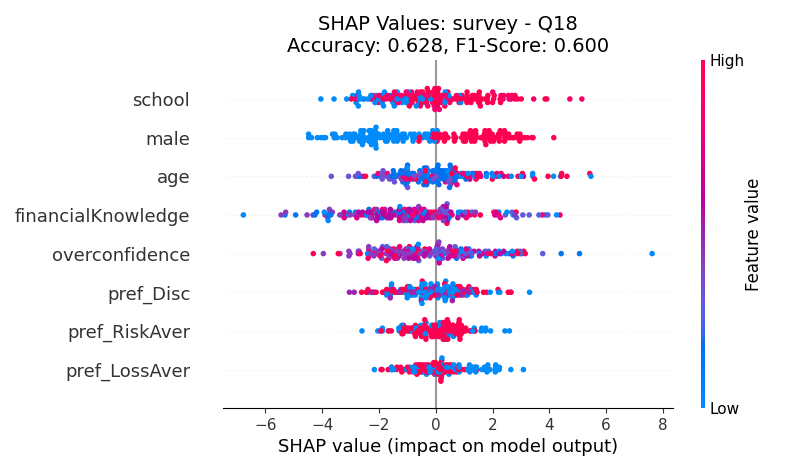 SHAP Values: survey - Q18
Accuracy: 0.628, F1-Score: 0.600
High
school
male
age
financialKnowledge
overconfidence
pref_Disc
pref_RiskAver
pref_LossAver
Feature value
Low
−6 −4 −2 0 2 4 6 8
SHAP value (impact on model output)